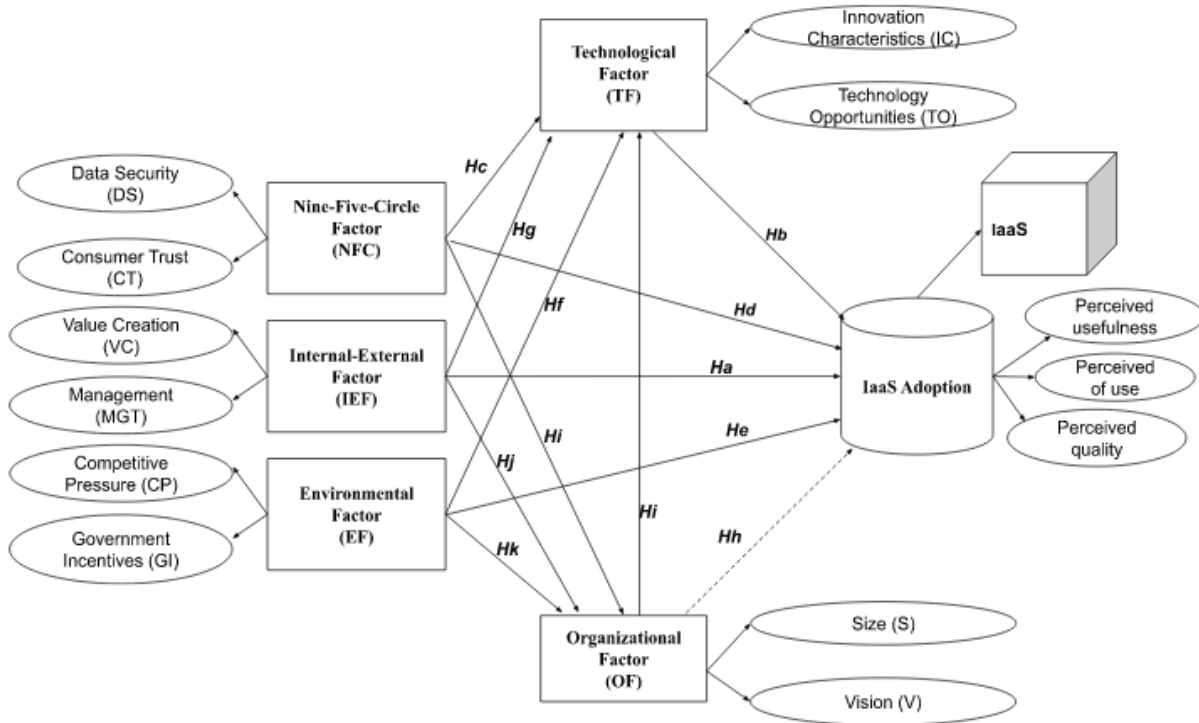 Technological
Factor
(TF)
Innovation
Characteristics (IC)
Technology
Opportunities (TO)
Data Security
(DS)
Consumer Trust
(CT)
Nine-Five-Circle
Factor
(NFC)
Value Creation
(VC)
Management
(MGT)
Internal-External
Factor
(IEF)
Competitive
Pressure (CP)
Government
Incentives (GI)
Environmental
Factor
(EF)
Hc
Hg
Hf
Hb
Hd
Ha
He
Hi
Hj
Hk
Hi
Hh
IaaS
IaaS Adoption
Perceived
usefulness
Perceived
of use
Perceived
quality
Organizational
Factor
(OF)
Size (S)
Vision (V)